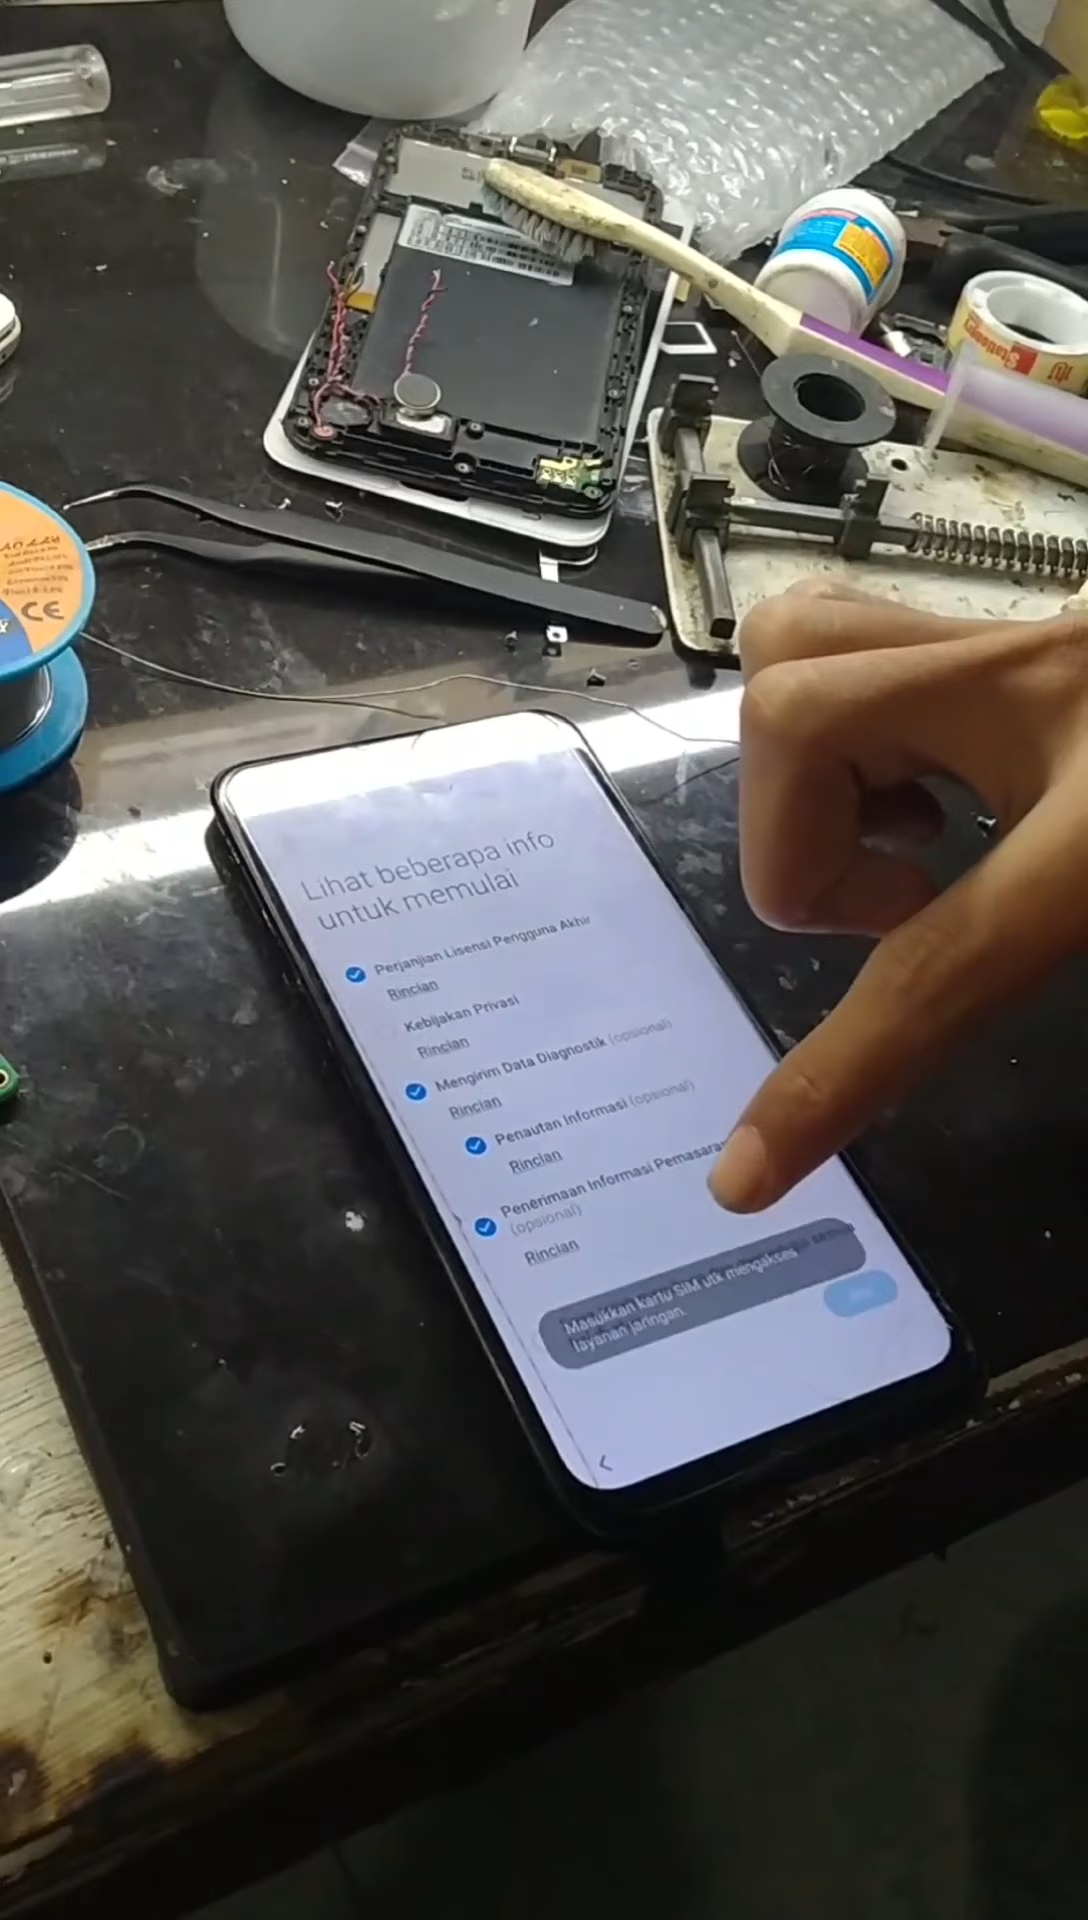 CE
Lihat beberapa info
untuk memulai
Perjanjian Lisensi Pengguna Akhir
Rincian
Kebijakan Privasi
Rincian
Mengirim Data Diagnostik (opsional)
Rincian
Penautan Informasi (opsional)
Rincian
Penerimaan Informasi
(opsional)
Rincian
Masukkan kartu SIM utk mengakses
layanan jaringan.